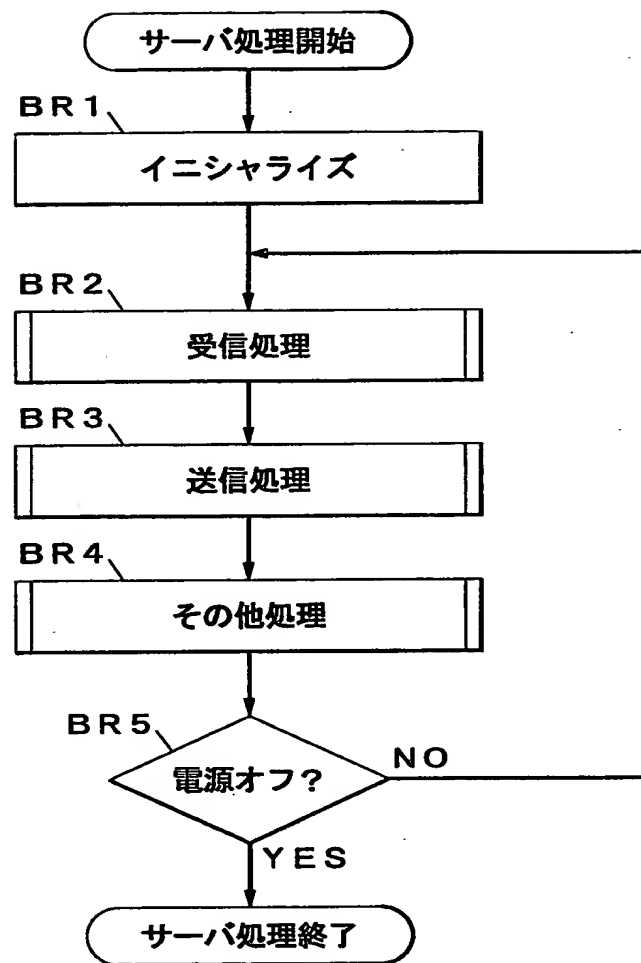 サーバ処理開始
BR1
イニシャライズ
BR2
受信処理
BR3
送信処理
BR4
その他処理
BR5
電源オフ?
NO
YES
サーバ処理終了